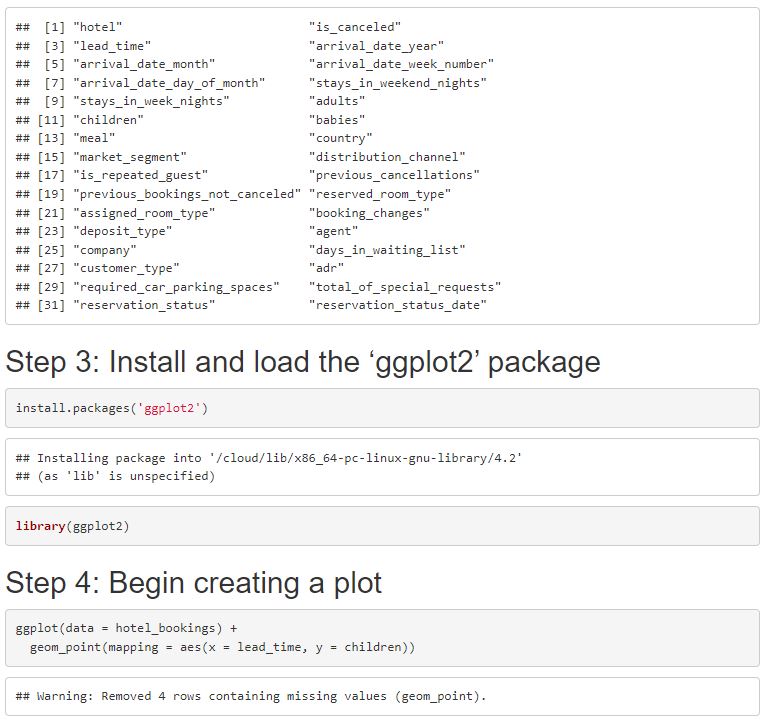 ##  [1] "hotel"                          "is_canceled"
##  [3] "lead_time"                      "arrival_date_year"
##  [5] "arrival_date_month"             "arrival_date_week_number"
##  [7] "arrival_date_day_of_month"      "stays_in_weekend_nights"
##  [9] "stays_in_week_nights"           "adults"
## [11] "children"                       "babies"
## [13] "meal"                           "country"
## [15] "market_segment"                 "distribution_channel"
## [17] "is_repeated_guest"              "previous_cancellations"
## [19] "previous_bookings_not_canceled" "reserved_room_type"
## [21] "assigned_room_type"             "booking_changes"
## [23] "deposit_type"                   "agent"
## [25] "company"                        "days_in_waiting_list"
## [27] "customer_type"                  "adr"
## [29] "required_car_parking_spaces"    "total_of_special_requests"
## [31] "reservation_status"             "reservation_status_date"
Step 3: Install and load the ‘ggplot2’ package
install.packages('ggplot2')
## Installing package into '/cloud/lib/x86_64-pc-linux-gnu-library/4.2'
## (as 'lib' is unspecified)
library(ggplot2)
Step 4: Begin creating a plot
ggplot(data = hotel_bookings) +
  geom_point(mapping = aes(x = lead_time, y = children))
## Warning: Removed 4 rows containing missing values (geom_point).